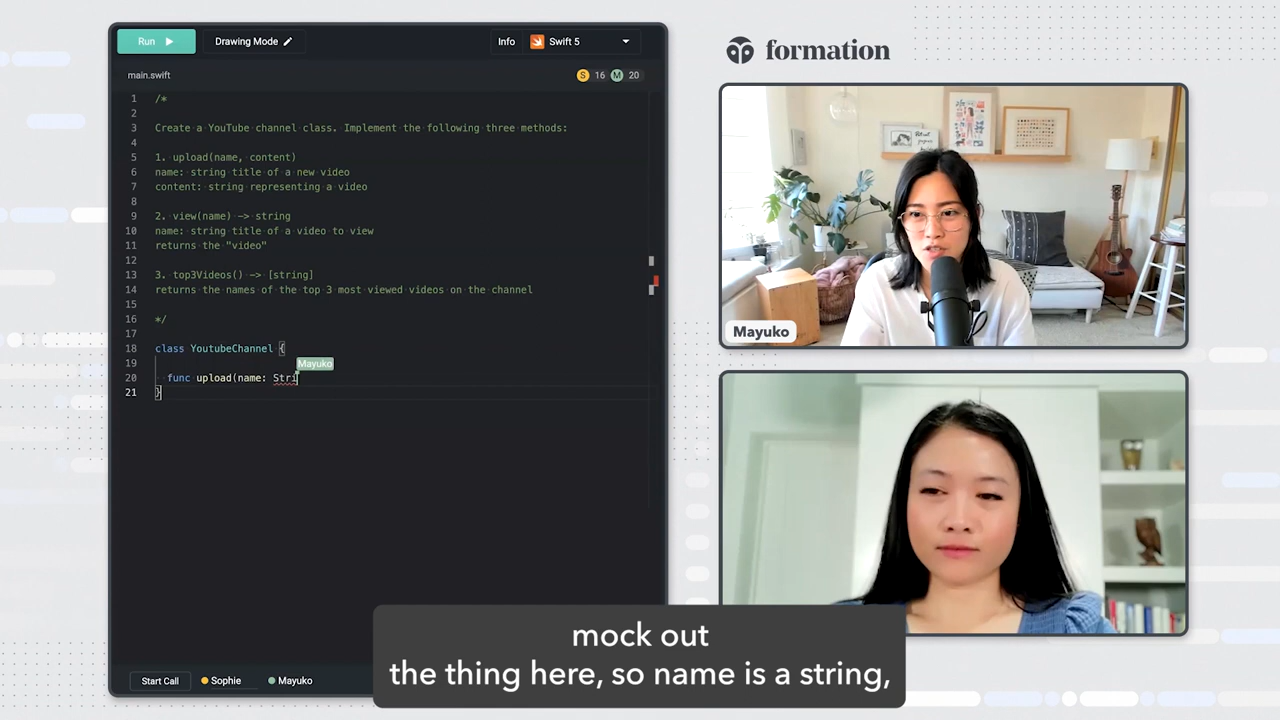 Run
Drawing Mode
Info
Swift 5
main.swift
S 16 M 20
1 /*
2
3 Create a YouTube channel class. Implement the following three methods:
4
5 1. upload(name, content)
6 name: string title of a new video
7 content: string representing a video
8
9 2. view(name) -> string
10 name: string title of a video to view
11 returns the "video"
12
13 3. top3Videos() -> [string]
14 returns the names of the top 3 most viewed videos on the channel
15
16 */
17
18 class YoutubeChannel {
19
Mayuko
20 func upload(name: Stri
21 }
Start Call
Sophie
Mayuko
formation
Mayuko
mock out
the thing here, so name is a string,